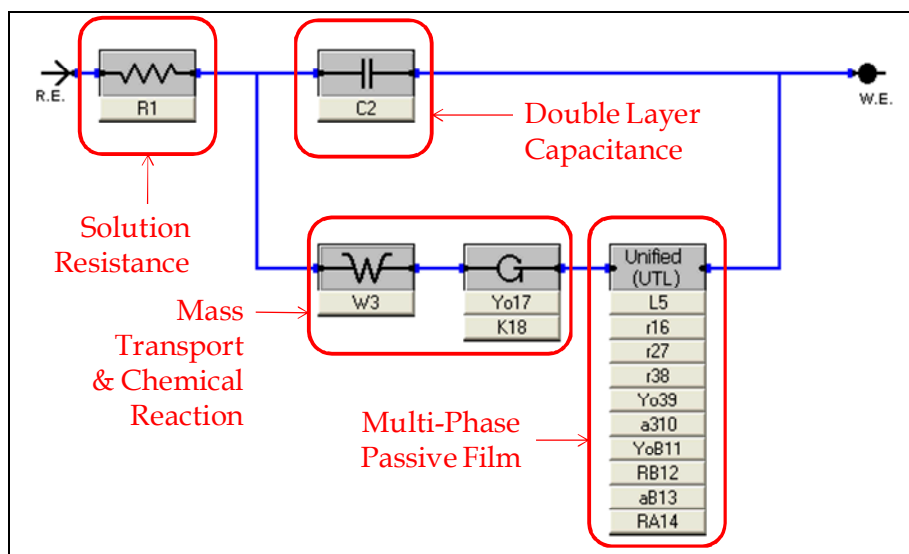 R.E.
R1
C2
W.E.
Double Layer
Capacitance
Solution
Resistance
W
W3
G
Yo17
K18
Unified
(UTL)
L5
r16
r27
r38
Yo39
a310
YoB11
RB12
aB13
RA14
Mass
Transport
& Chemical
Reaction
Multi-Phase
Passive Film